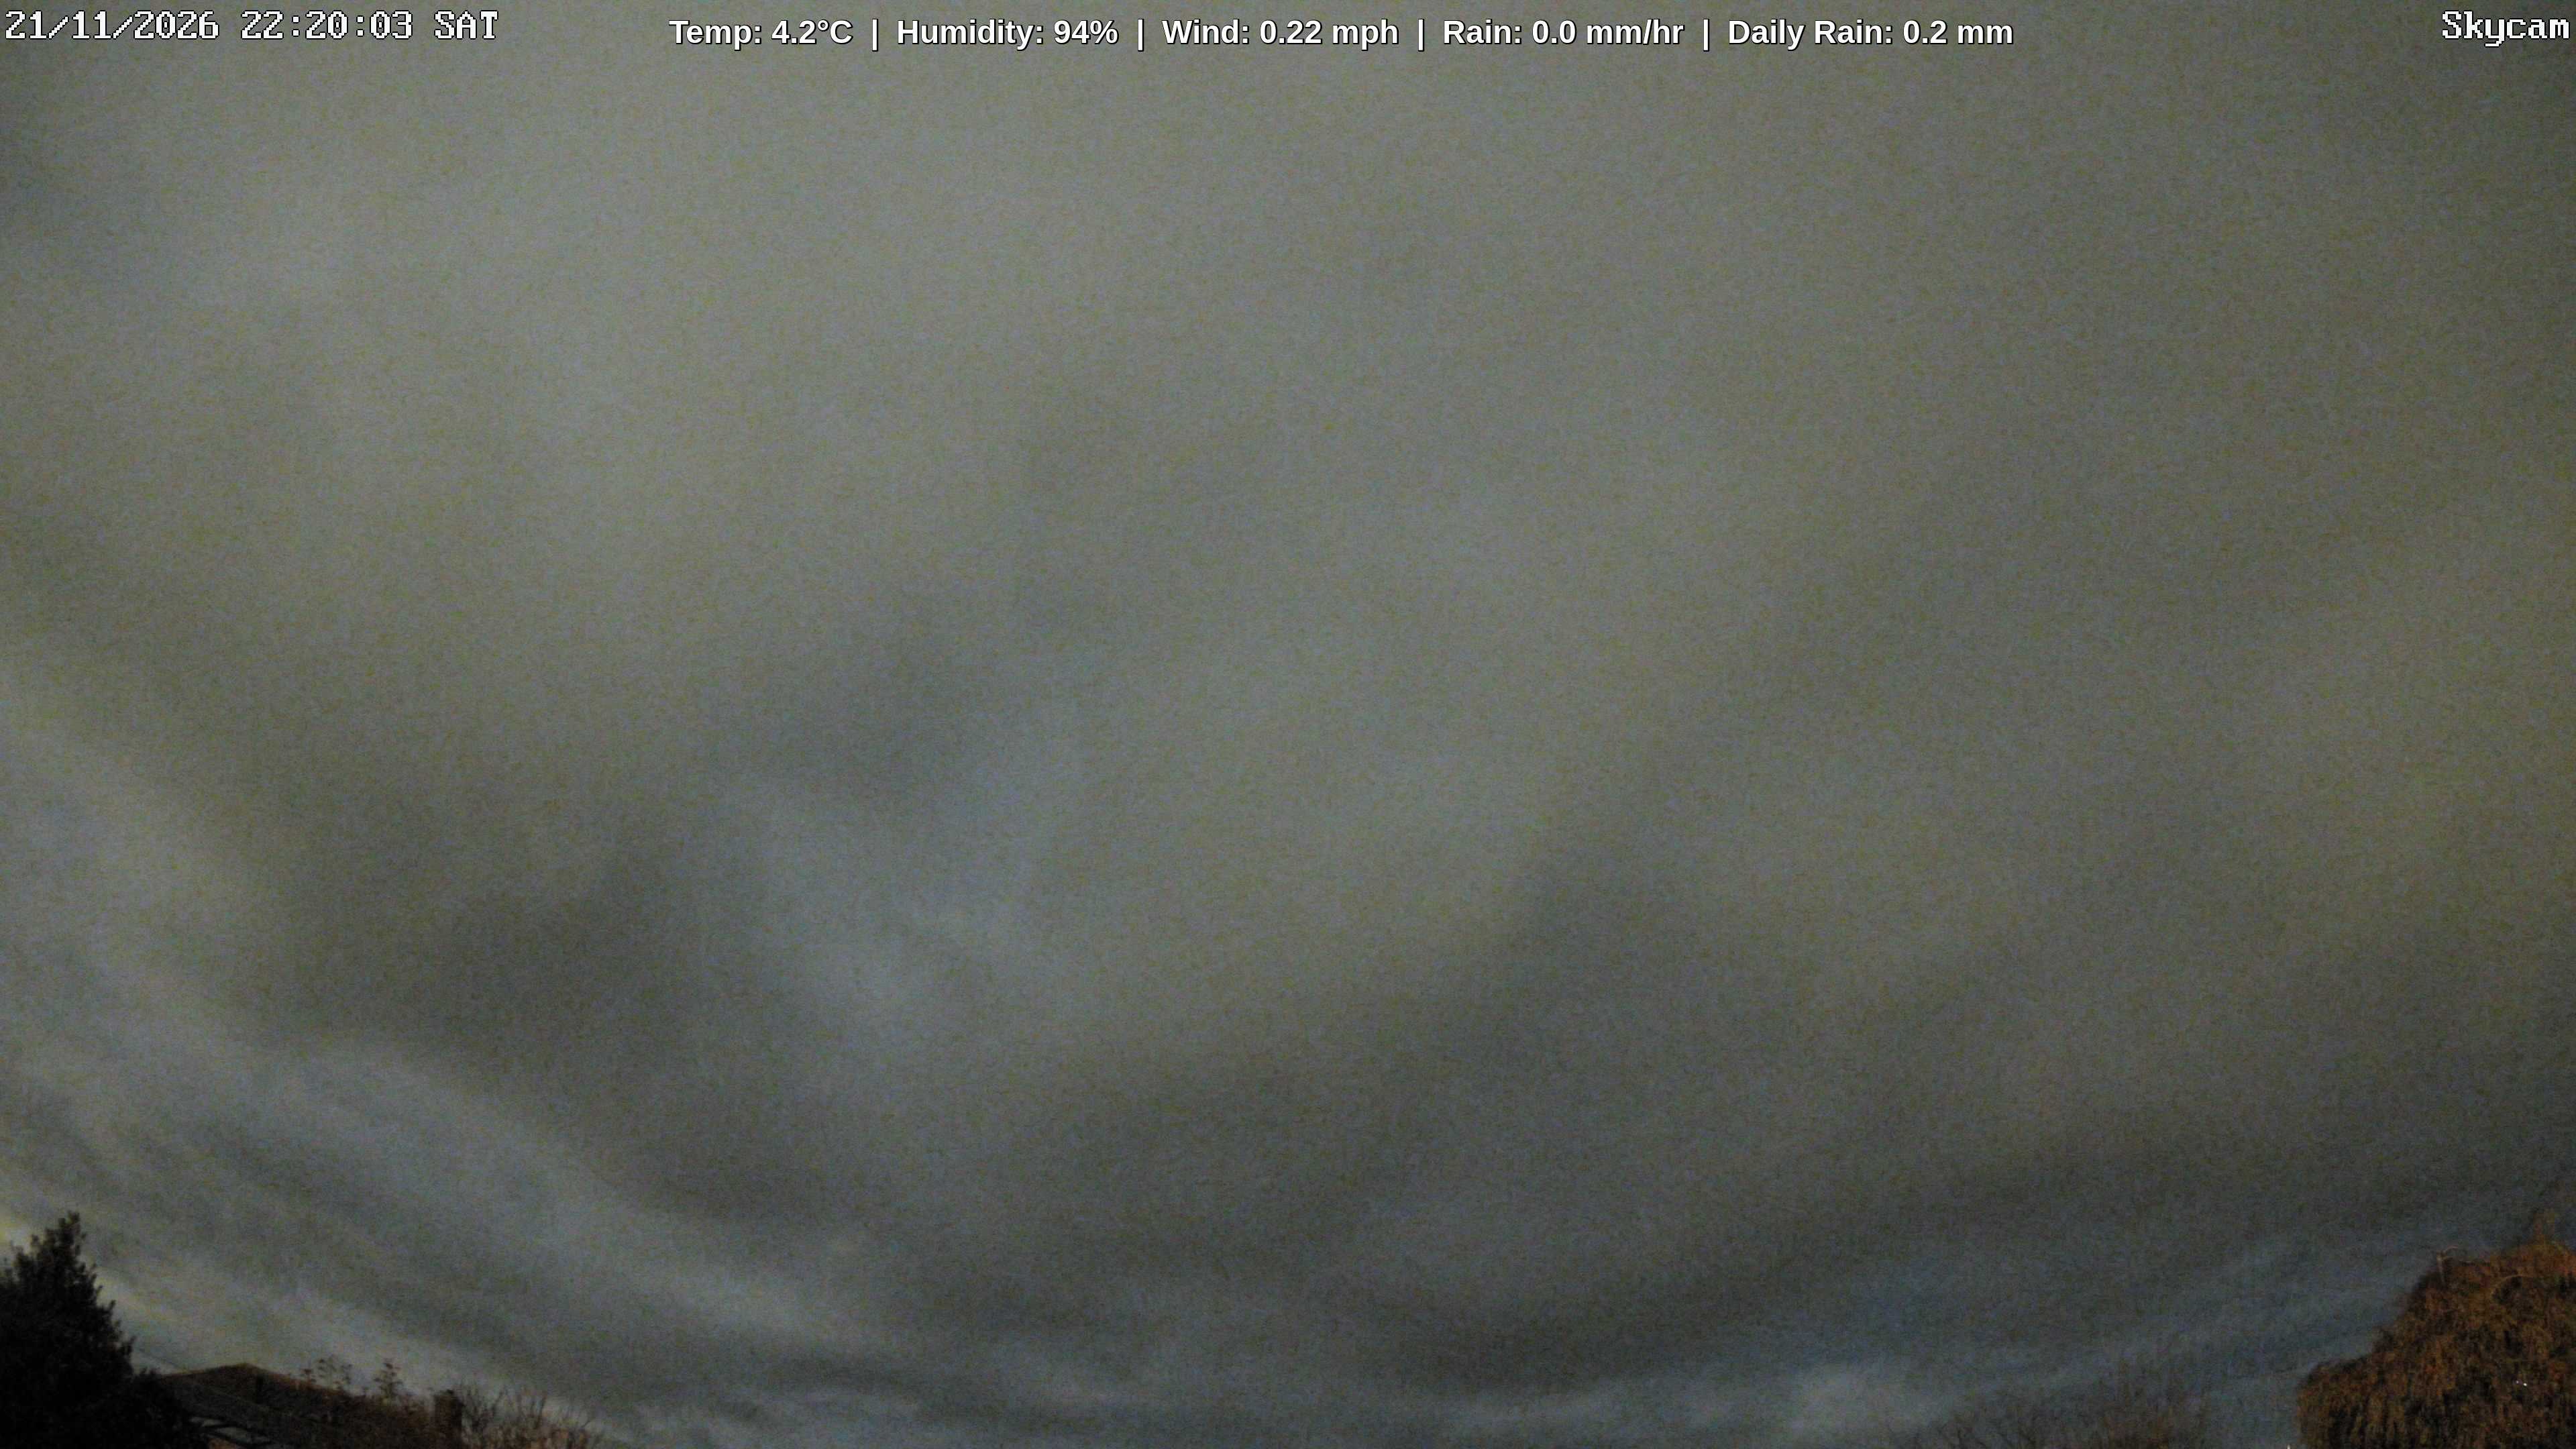 21/11/2026 22:20:03 SAT
Temp: 4.2°C | Humidity: 94% | Wind: 0.22 mph | Rain: 0.0 mm/hr | Daily Rain: 0.2 mm
Skycam